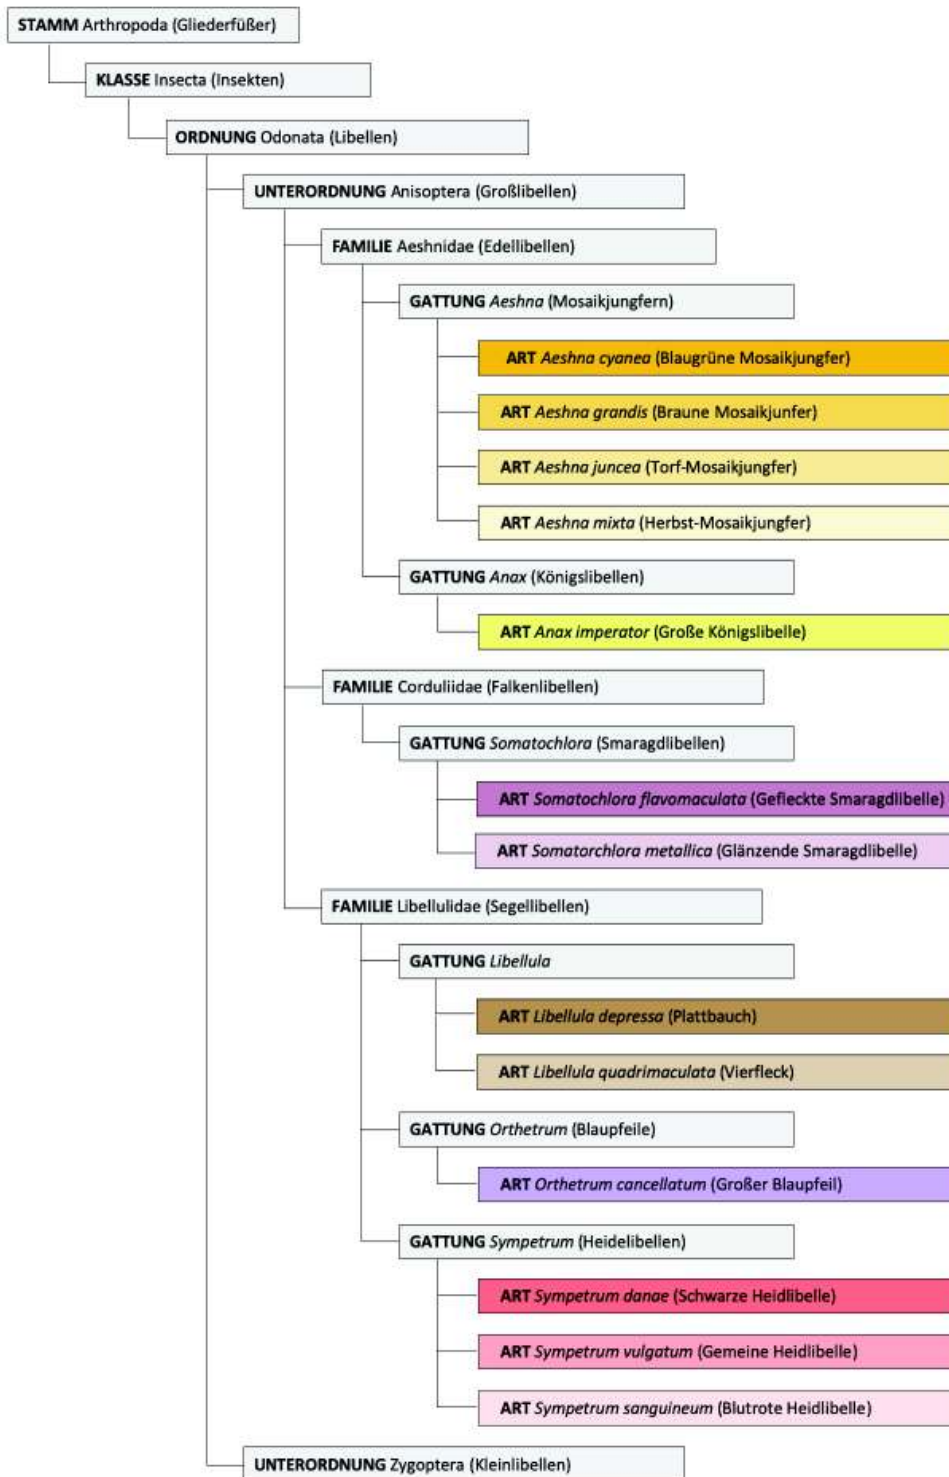 STAMM Arthropoda (Gliederfüßer)
KLASSE Insecta (Insekten)
ORDNUNG Odonata (Libellen)
UNTERORDNUNG Anisoptera (Großlibellen)
FAMILIE Aeshnidae (Edellibellen)
GATTUNG Aeshna (Mosaikjungfern)
ART Aeshna cyanea (Blaugrüne Mosaikjungfer)
ART Aeshna grandis (Braune Mosaikjunfer)
ART Aeshna juncea (Torf-Mosaikjungfer)
ART Aeshna mixta (Herbst-Mosaikjungfer)
GATTUNG Anax (Königslibellen)
ART Anax imperator (Große Königslibelle)
FAMILIE Corduliidae (Falkenlibellen)
GATTUNG Somatochlora (Smaragdlibellen)
ART Somatochlora flavomaculata (Gefleckte Smaragdlibelle)
ART Somatorchlora metallica (Glänzende Smaragdlibelle)
FAMILIE Libellulidae (Segellibellen)
GATTUNG Libellula
ART Libellula depressa (Plattbauch)
ART Libellula quadrimaculata (Vierfleck)
GATTUNG Orthetrum (Blaupfeile)
ART Orthetrum cancellatum (Großer Blaupfeil)
GATTUNG Sympetrum (Heidelibellen)
ART Sympetrum danae (Schwarze Heidlibelle)
ART Sympetrum vulgatum (Gemeine Heidlibelle)
ART Sympetrum sanguineum (Blutrote Heidlibelle)
UNTERORDNUNG Zygoptera (Kleinlibellen)